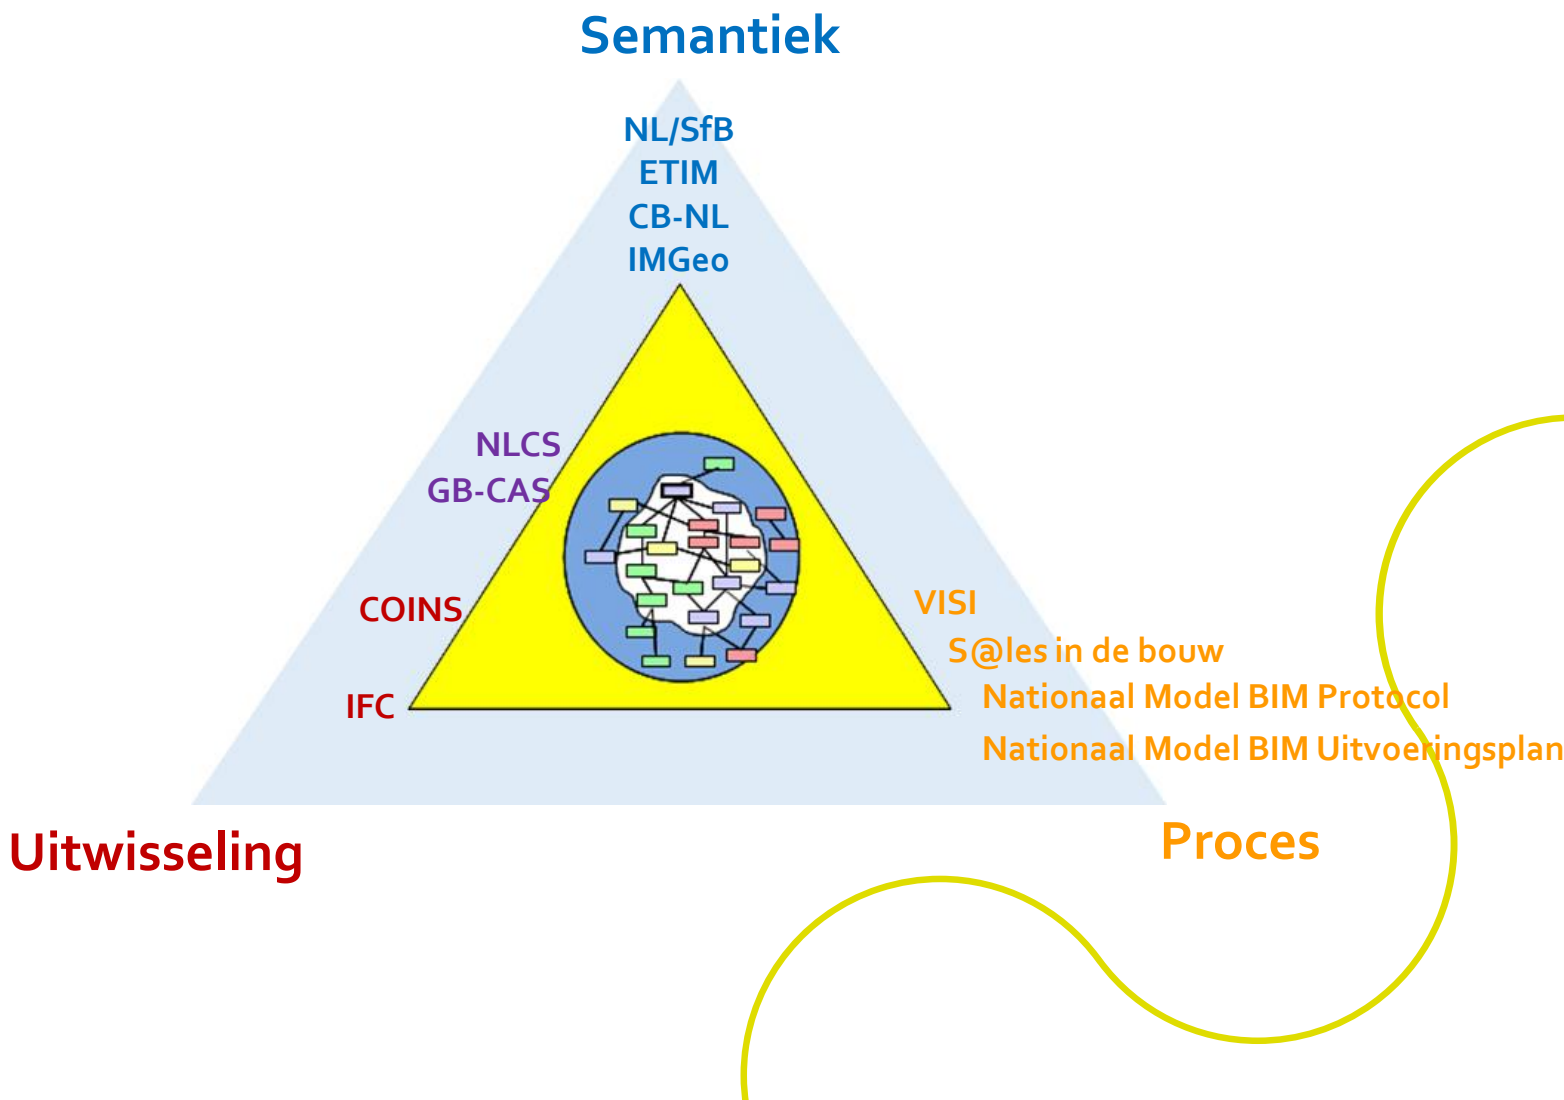 Semantiek
NL/SfB
ETIM
CB-NL
IMGeo
NLCS
GB-CAS
COINS
IFC
VISI
S@les in de bouw
Nationaal Model BIM Protocol
Nationaal Model BIM Uitvoeringsplan
Uitwisseling
Proces